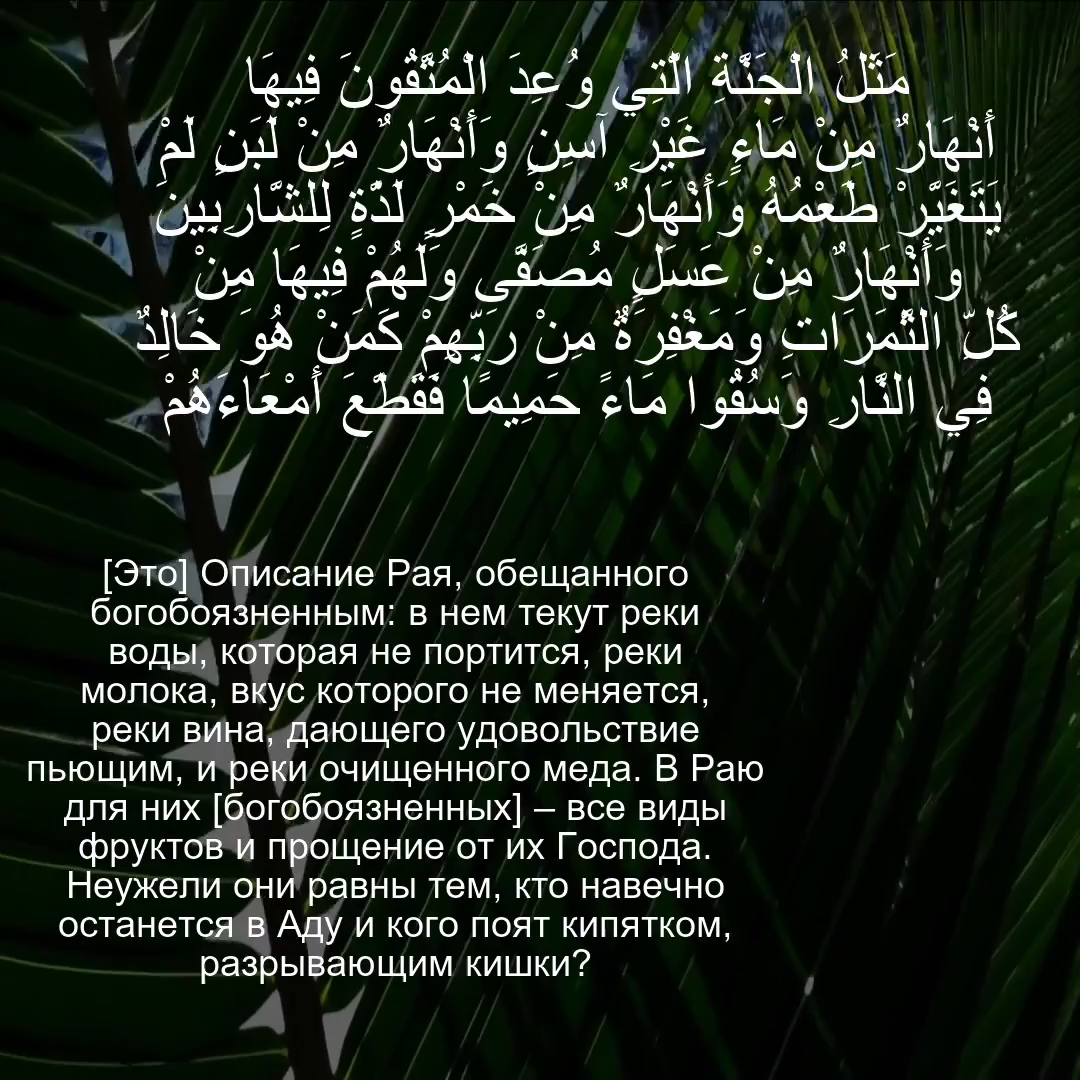 مَثَلُ الْجَنَّةِ الَّتِي وُعِدَ الْمُتَّقُونَ فِيهَا
أَنْهَارٌ مِنْ مَاءٍ غَيْرِ آسِنٍ وَأَنْهَارٌ مِنْ لَبَنٍ لَمْ
يَتَغَيَّرْ طَعْمُهُ وَأَنْهَارٌ مِنْ خَمْرٍ لَذَّةٍ لِلشَّارِبِينَ
وَأَنْهَارٌ مِنْ عَسَلٍ مُصَفًّى وَلَهُمْ فِيهَا مِنْ
كُلِّ الثَّمَرَاتِ وَمَغْفِرَةٌ مِنْ رَبِّهِمْ كَمَنْ هُوَ خَالِدٌ
فِي النَّارِ وَسُقُوا مَاءً حَمِيمًا فَقَطَّعَ أَمْعَاءَهُمْ
[Это] Описание Рая, обещанного
богобоязненным: в нем текут реки
воды, которая не портится, реки
молока, вкус которого не меняется,
реки вина, дающего удовольствие
пьющим, и реки очищенного меда. В Раю
для них [богобоязненных] – все виды
фруктов и прощение от их Господа.
Неужели они равны тем, кто навечно
останется в Аду и кого поят кипятком,
разрывающим кишки?